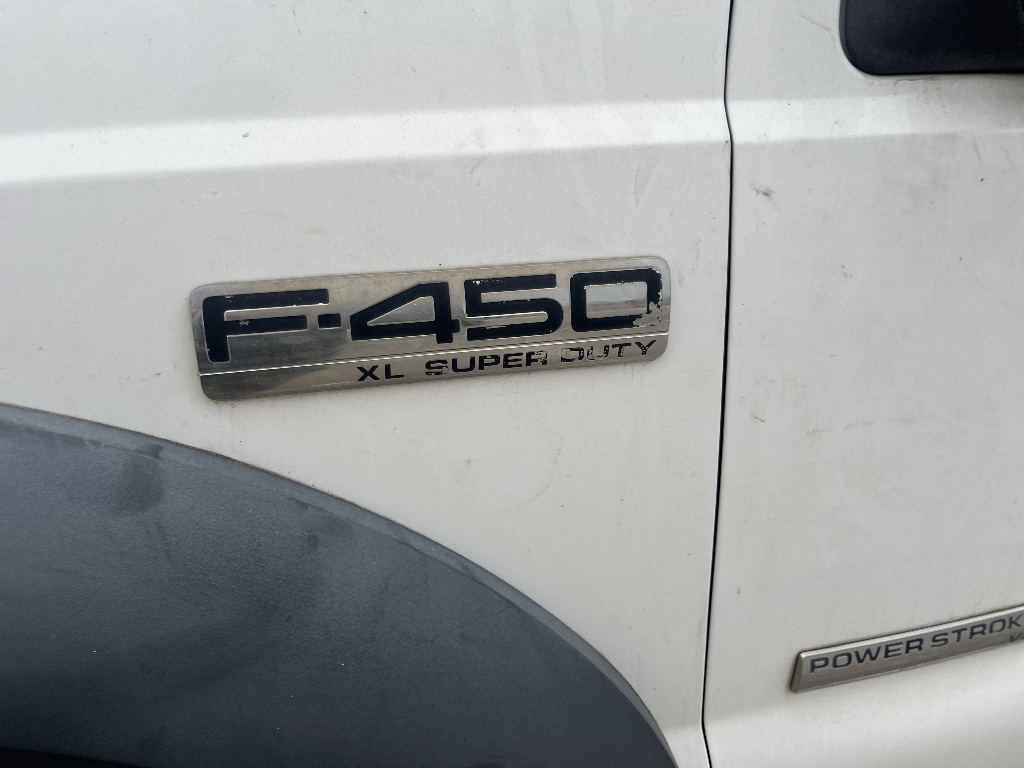 F-450
XL SUPER DUTY
POWER STROK